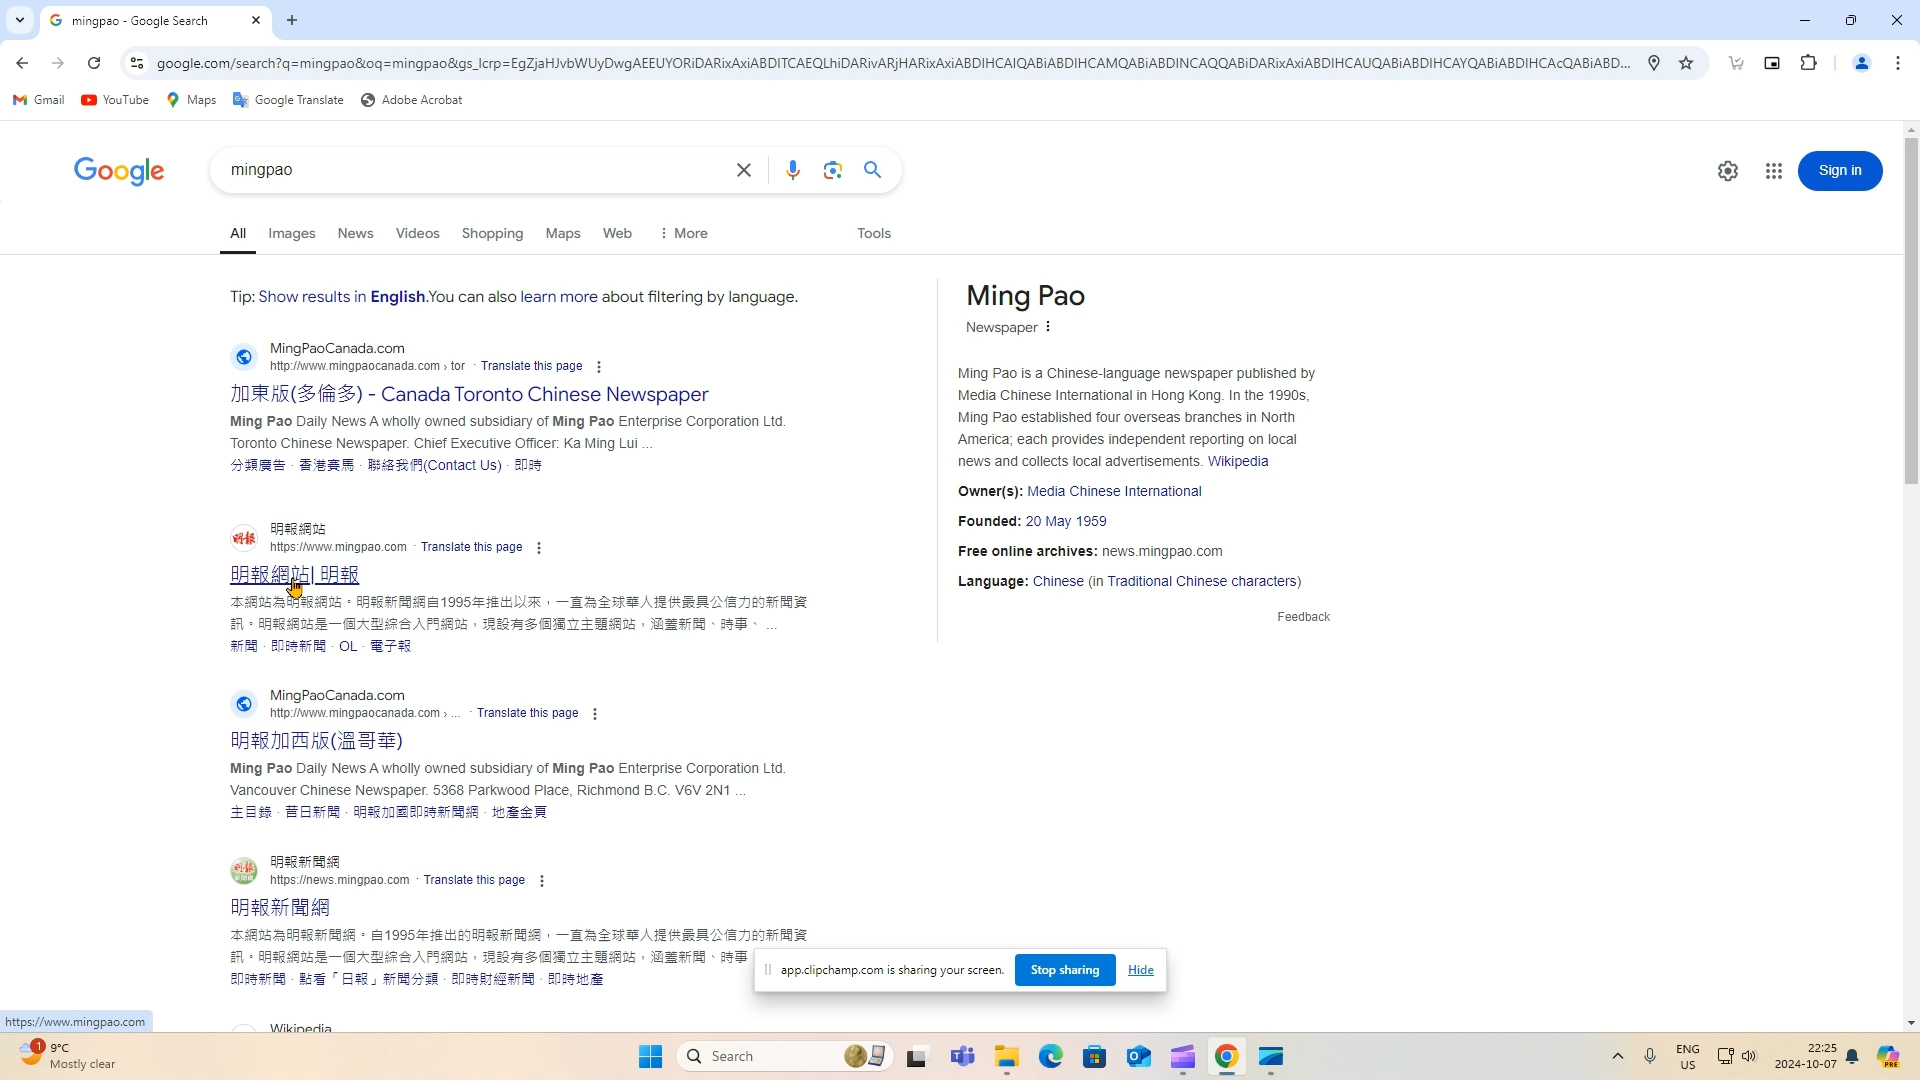 mingpao - Google Search
google.com/search?q=mingpao&oq=mingpao&gs_lcrp=EgZjaHJvbWUyDwgAEEUYORiDARixAxiABDITCAEQLhiDARivARjHARixAxiABDIHCAIQABiABDIHCAMQABiABDINCAQQABiDARixAxiABDIHCAUQABiABDIHCAYQABiABDIHCAcQABiABD...
Gmail YouTube Maps Google Translate Adobe Acrobat
Google mingpao Sign in
All Images News Videos Shopping Maps Web More Tools
Tip: Show results in English.You can also learn more about filtering by language.
MingPaoCanada.com
http://www.mingpaocanada.com › tor · Translate this page
加東版(多倫多) - Canada Toronto Chinese Newspaper
Ming Pao Daily News A wholly owned subsidiary of Ming Pao Enterprise Corporation Ltd.
Toronto Chinese Newspaper. Chief Executive Officer: Ka Ming Lui ...
分類廣告 · 香港賽馬 · 聯絡我們(Contact Us) · 即時
明報網站
https://www.mingpao.com · Translate this page
明報網站| 明報
本網站為明報網站。明報新聞網自1995年推出以來，一直為全球華人提供最具公信力的新聞資
訊。明報網站是一個大型綜合入門網站，現設有多個獨立主題網站，涵蓋新聞、時事、 ...
新聞 · 即時新聞 · OL · 電子報
MingPaoCanada.com
http://www.mingpaocanada.com › ... · Translate this page
明報加西版(溫哥華)
Ming Pao Daily News A wholly owned subsidiary of Ming Pao Enterprise Corporation Ltd.
Vancouver Chinese Newspaper. 5368 Parkwood Place, Richmond B.C. V6V 2N1 ...
主目錄 · 昔日新聞 · 明報加國即時新聞網 · 地產金頁
明報新聞網
https://news.mingpao.com · Translate this page
明報新聞網
本網站為明報新聞網。自1995年推出的明報新聞網，一直為全球華人提供最具公信力的新聞資
訊。明報網站是一個大型綜合入門網站，現設有多個獨立主題網站，涵蓋新聞、時事
即時新聞 · 點看「日報」新聞分類 · 即時財經新聞 · 即時地產
Wikipedia
Ming Pao
Newspaper
Ming Pao is a Chinese-language newspaper published by
Media Chinese International in Hong Kong. In the 1990s,
Ming Pao established four overseas branches in North
America; each provides independent reporting on local
news and collects local advertisements. Wikipedia
Owner(s): Media Chinese International
Founded: 20 May 1959
Free online archives: news.mingpao.com
Language: Chinese (in Traditional Chinese characters)
Feedback
app.clipchamp.com is sharing your screen. Stop sharing Hide
https://www.mingpao.com
1 9°C
Mostly clear
Search
ENG
US
22:25
2024-10-07
PRE